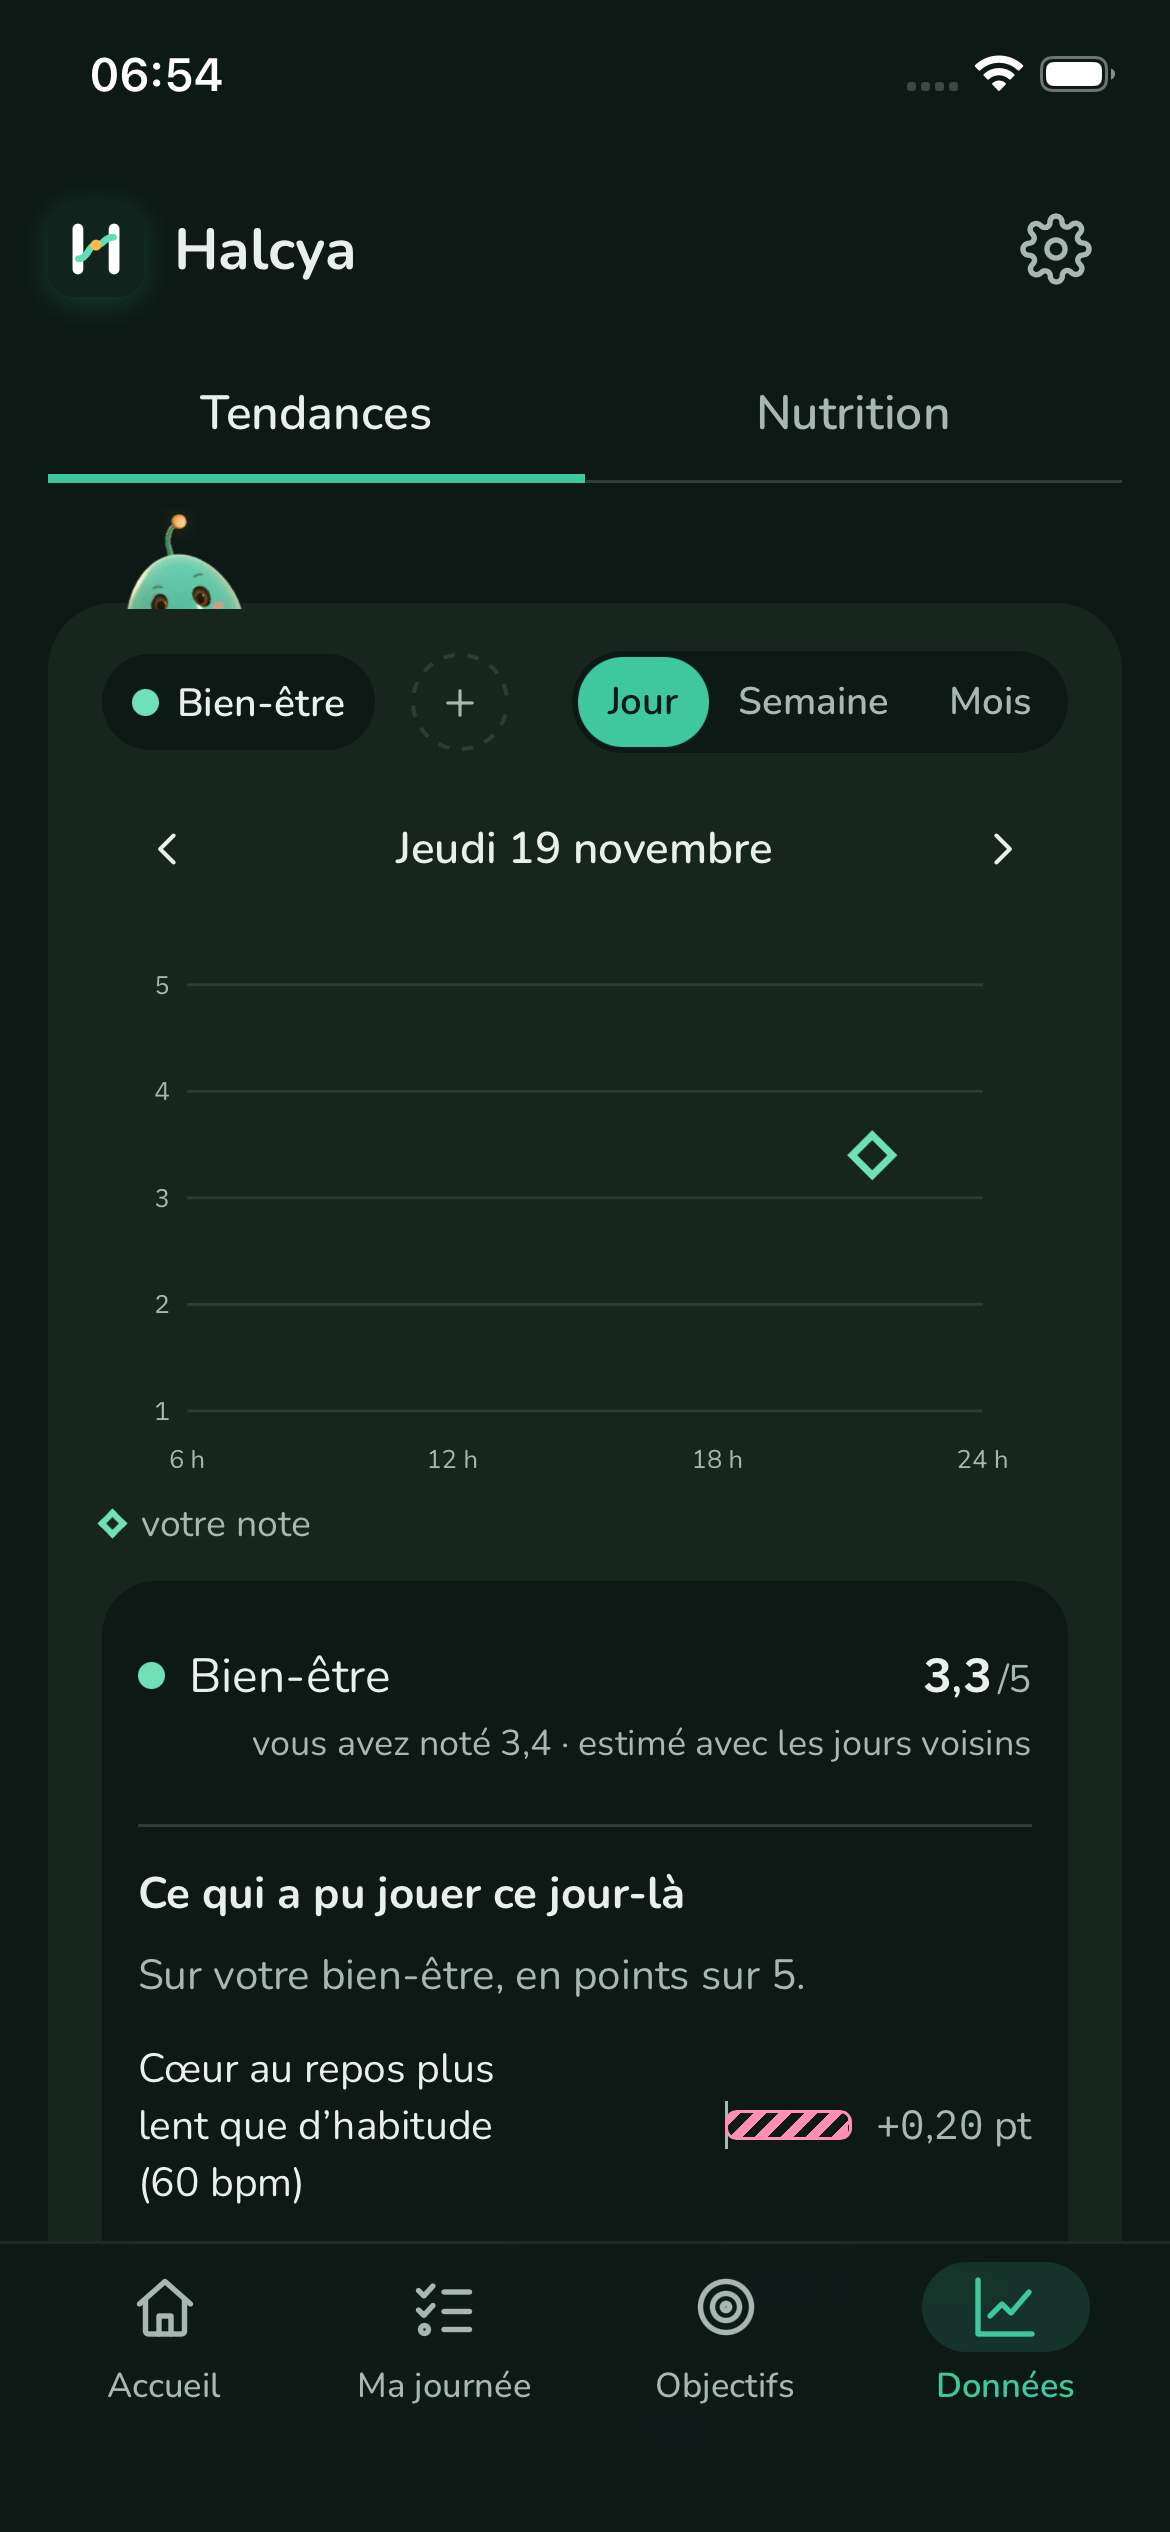 06:54
Halcya
Tendances
Nutrition
Bien-être
+
Jour
Semaine
Mois
Jeudi 19 novembre
5
4
3
2
1
6 h
12 h
18 h
24 h
votre note
Bien-être
3,3 /5
vous avez noté 3,4 · estimé avec les jours voisins
Ce qui a pu jouer ce jour-là
Sur votre bien-être, en points sur 5.
Cœur au repos plus
lent que d’habitude
(60 bpm)
+0,20 pt
Accueil
Ma journée
Objectifs
Données